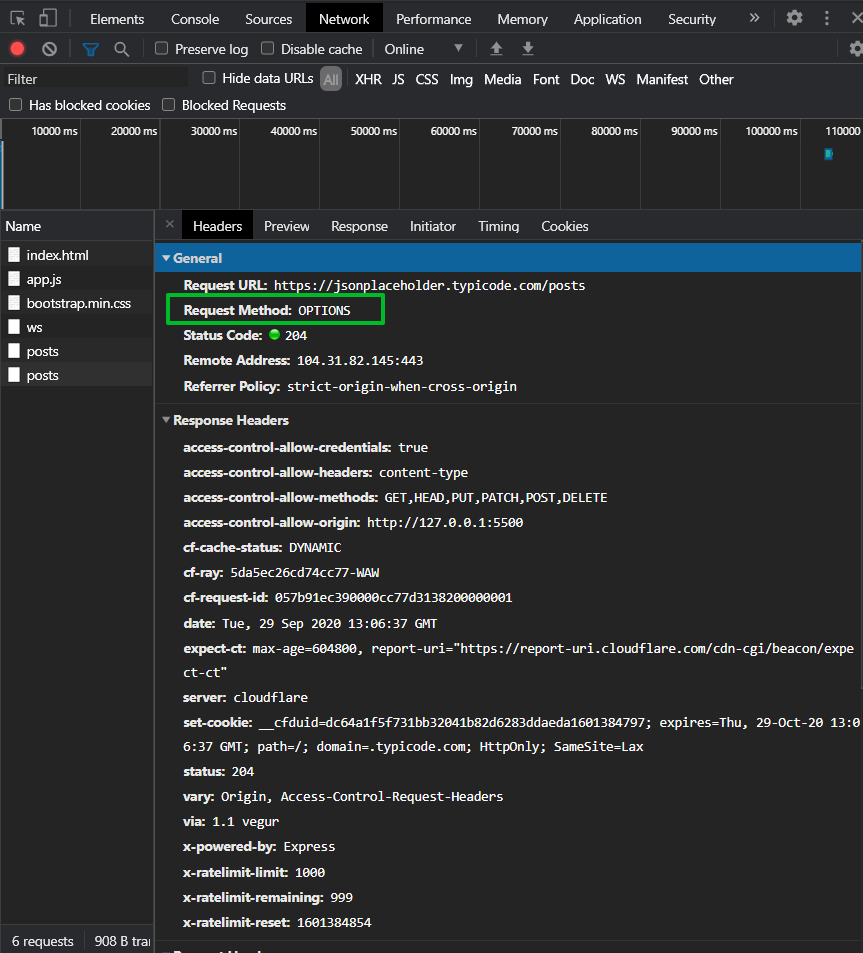 Elements Console Sources Network Performance Memory Application Security »
Preserve log Disable cache Online
Filter Hide data URLs All XHR JS CSS Img Media Font Doc WS Manifest Other
Has blocked cookies Blocked Requests
10000 ms 20000 ms 30000 ms 40000 ms 50000 ms 60000 ms 70000 ms 80000 ms 90000 ms 100000 ms 110000
Name
index.html
app.js
bootstrap.min.css
ws
posts
posts
6 requests 908 B tra
× Headers Preview Response Initiator Timing Cookies
General
Request URL: https://jsonplaceholder.typicode.com/posts
Request Method: OPTIONS
Status Code: 204
Remote Address: 104.31.82.145:443
Referrer Policy: strict-origin-when-cross-origin
Response Headers
access-control-allow-credentials: true
access-control-allow-headers: content-type
access-control-allow-methods: GET,HEAD,PUT,PATCH,POST,DELETE
access-control-allow-origin: http://127.0.0.1:5500
cf-cache-status: DYNAMIC
cf-ray: 5da5ec26cd74cc77-WAW
cf-request-id: 057b91ec390000cc77d3138200000001
date: Tue, 29 Sep 2020 13:06:37 GMT
expect-ct: max-age=604800, report-uri="https://report-uri.cloudflare.com/cdn-cgi/beacon/expe
ct-ct"
server: cloudflare
set-cookie: __cfduid=dc64a1f5f731bb32041b82d6283ddaeda1601384797; expires=Thu, 29-Oct-20 13:0
6:37 GMT; path=/; domain=.typicode.com; HttpOnly; SameSite=Lax
status: 204
vary: Origin, Access-Control-Request-Headers
via: 1.1 vegur
x-powered-by: Express
x-ratelimit-limit: 1000
x-ratelimit-remaining: 999
x-ratelimit-reset: 1601384854